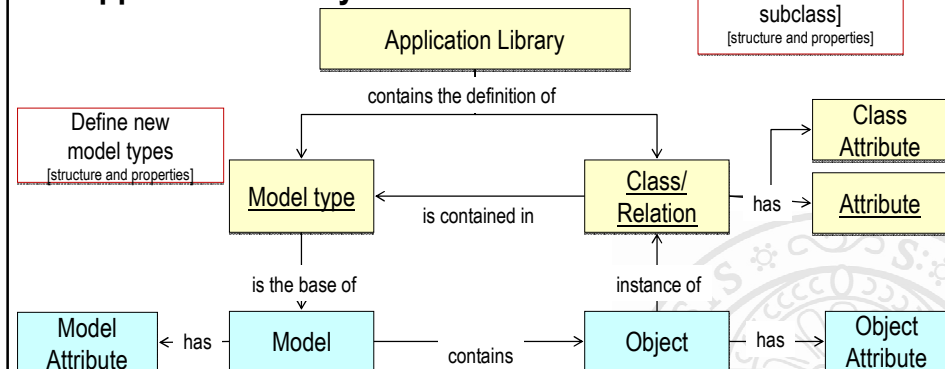 subclass]
[structure and properties]
Application Library
contains the definition of
Define new
model types
[structure and properties]
Class
Attribute
Model type
is contained in
Class/
Relation
has
Attribute
is the base of
instance of
Model
Attribute
has
Model
contains
Object
has
Object
Attribute